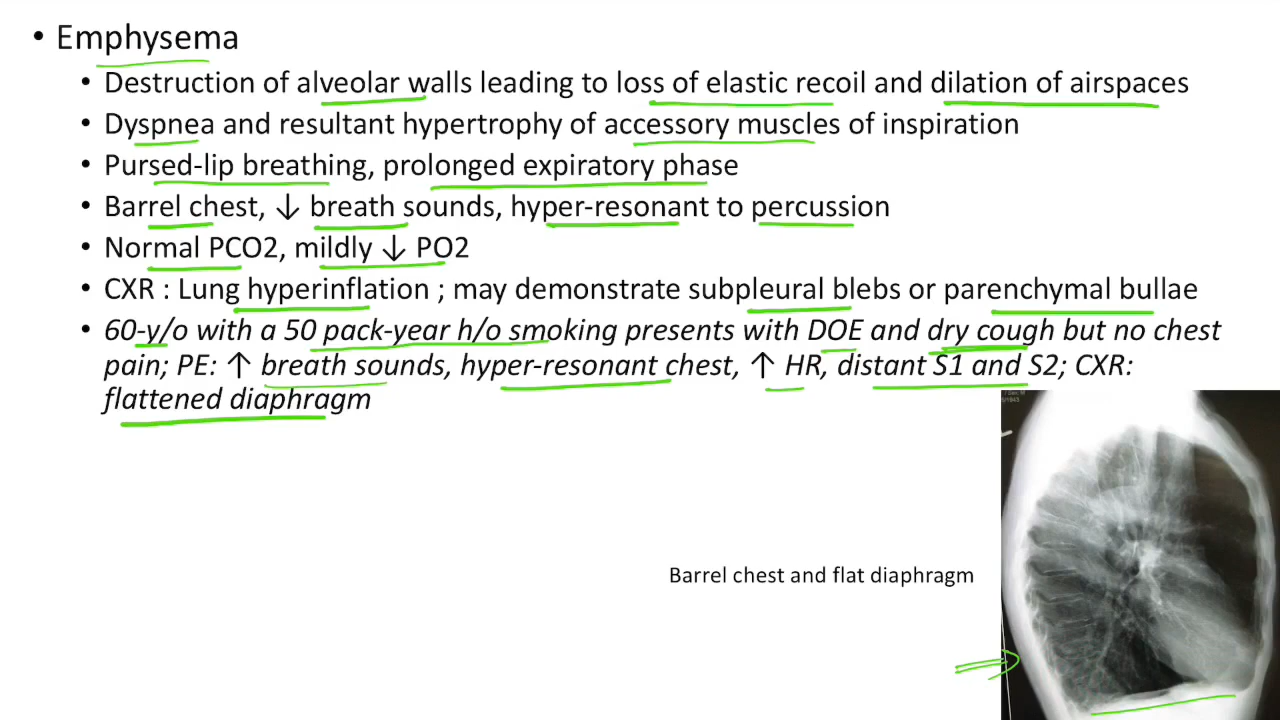 • Emphysema
• Destruction of alveolar walls leading to loss of elastic recoil and dilation of airspaces
• Dyspnea and resultant hypertrophy of accessory muscles of inspiration
• Pursed-lip breathing, prolonged expiratory phase
• Barrel chest, ↓ breath sounds, hyper-resonant to percussion
• Normal PCO2, mildly ↓ PO2
• CXR : Lung hyperinflation ; may demonstrate subpleural blebs or parenchymal bullae
• 60-y/o with a 50 pack-year h/o smoking presents with DOE and dry cough but no chest
pain; PE: ↑ breath sounds, hyper-resonant chest, ↑ HR, distant S1 and S2; CXR:
flattened diaphragm
Barrel chest and flat diaphragm